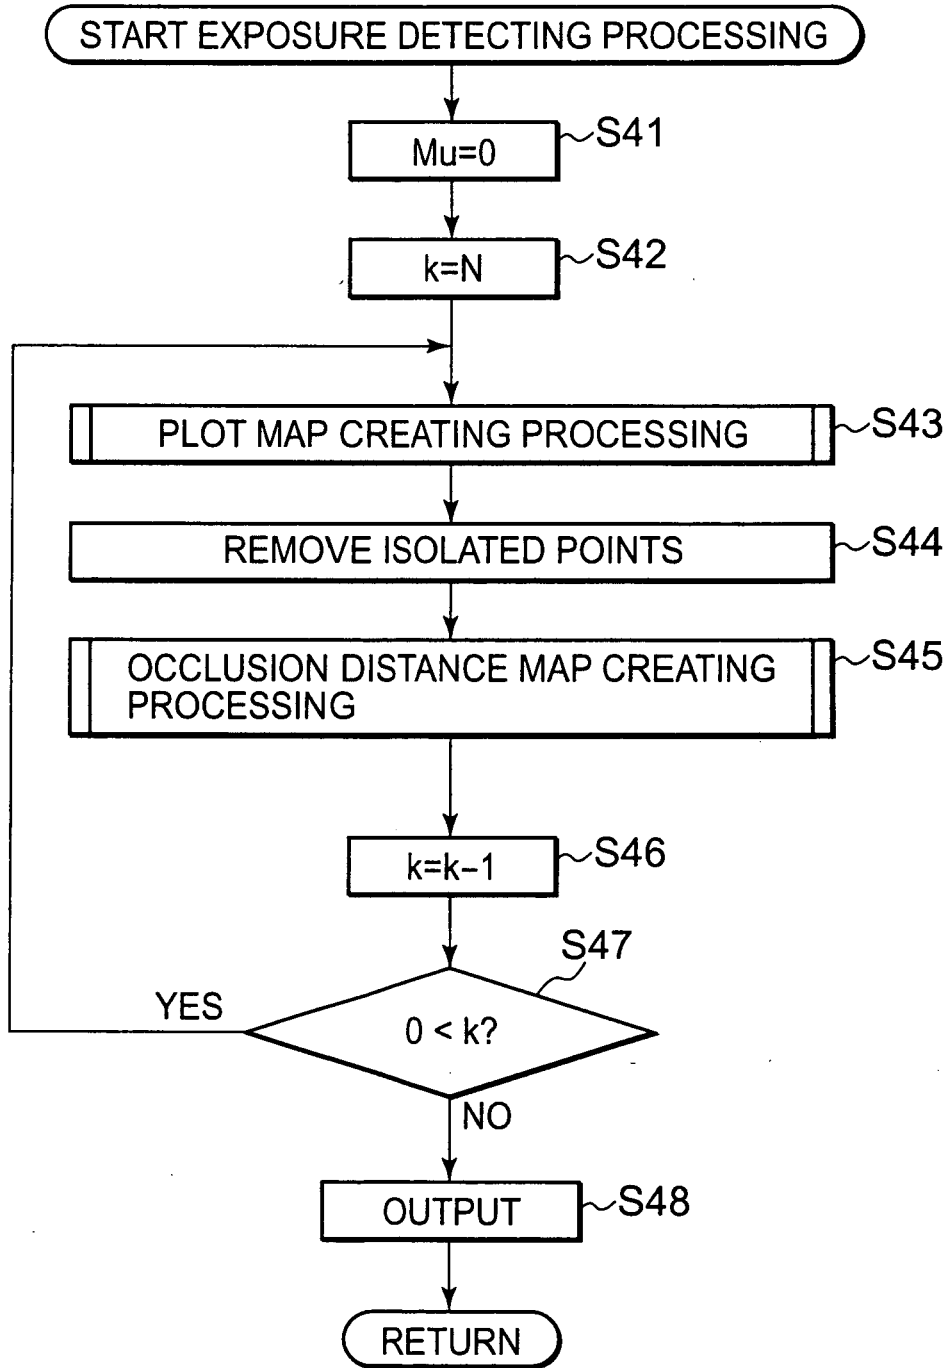 START EXPOSURE DETECTING PROCESSING
Mu=0
S41
k=N
S42
PLOT MAP CREATING PROCESSING
S43
REMOVE ISOLATED POINTS
S44
OCCLUSION DISTANCE MAP CREATING
PROCESSING
S45
k=k-1
S46
S47
0 < k?
YES
NO
OUTPUT
S48
RETURN